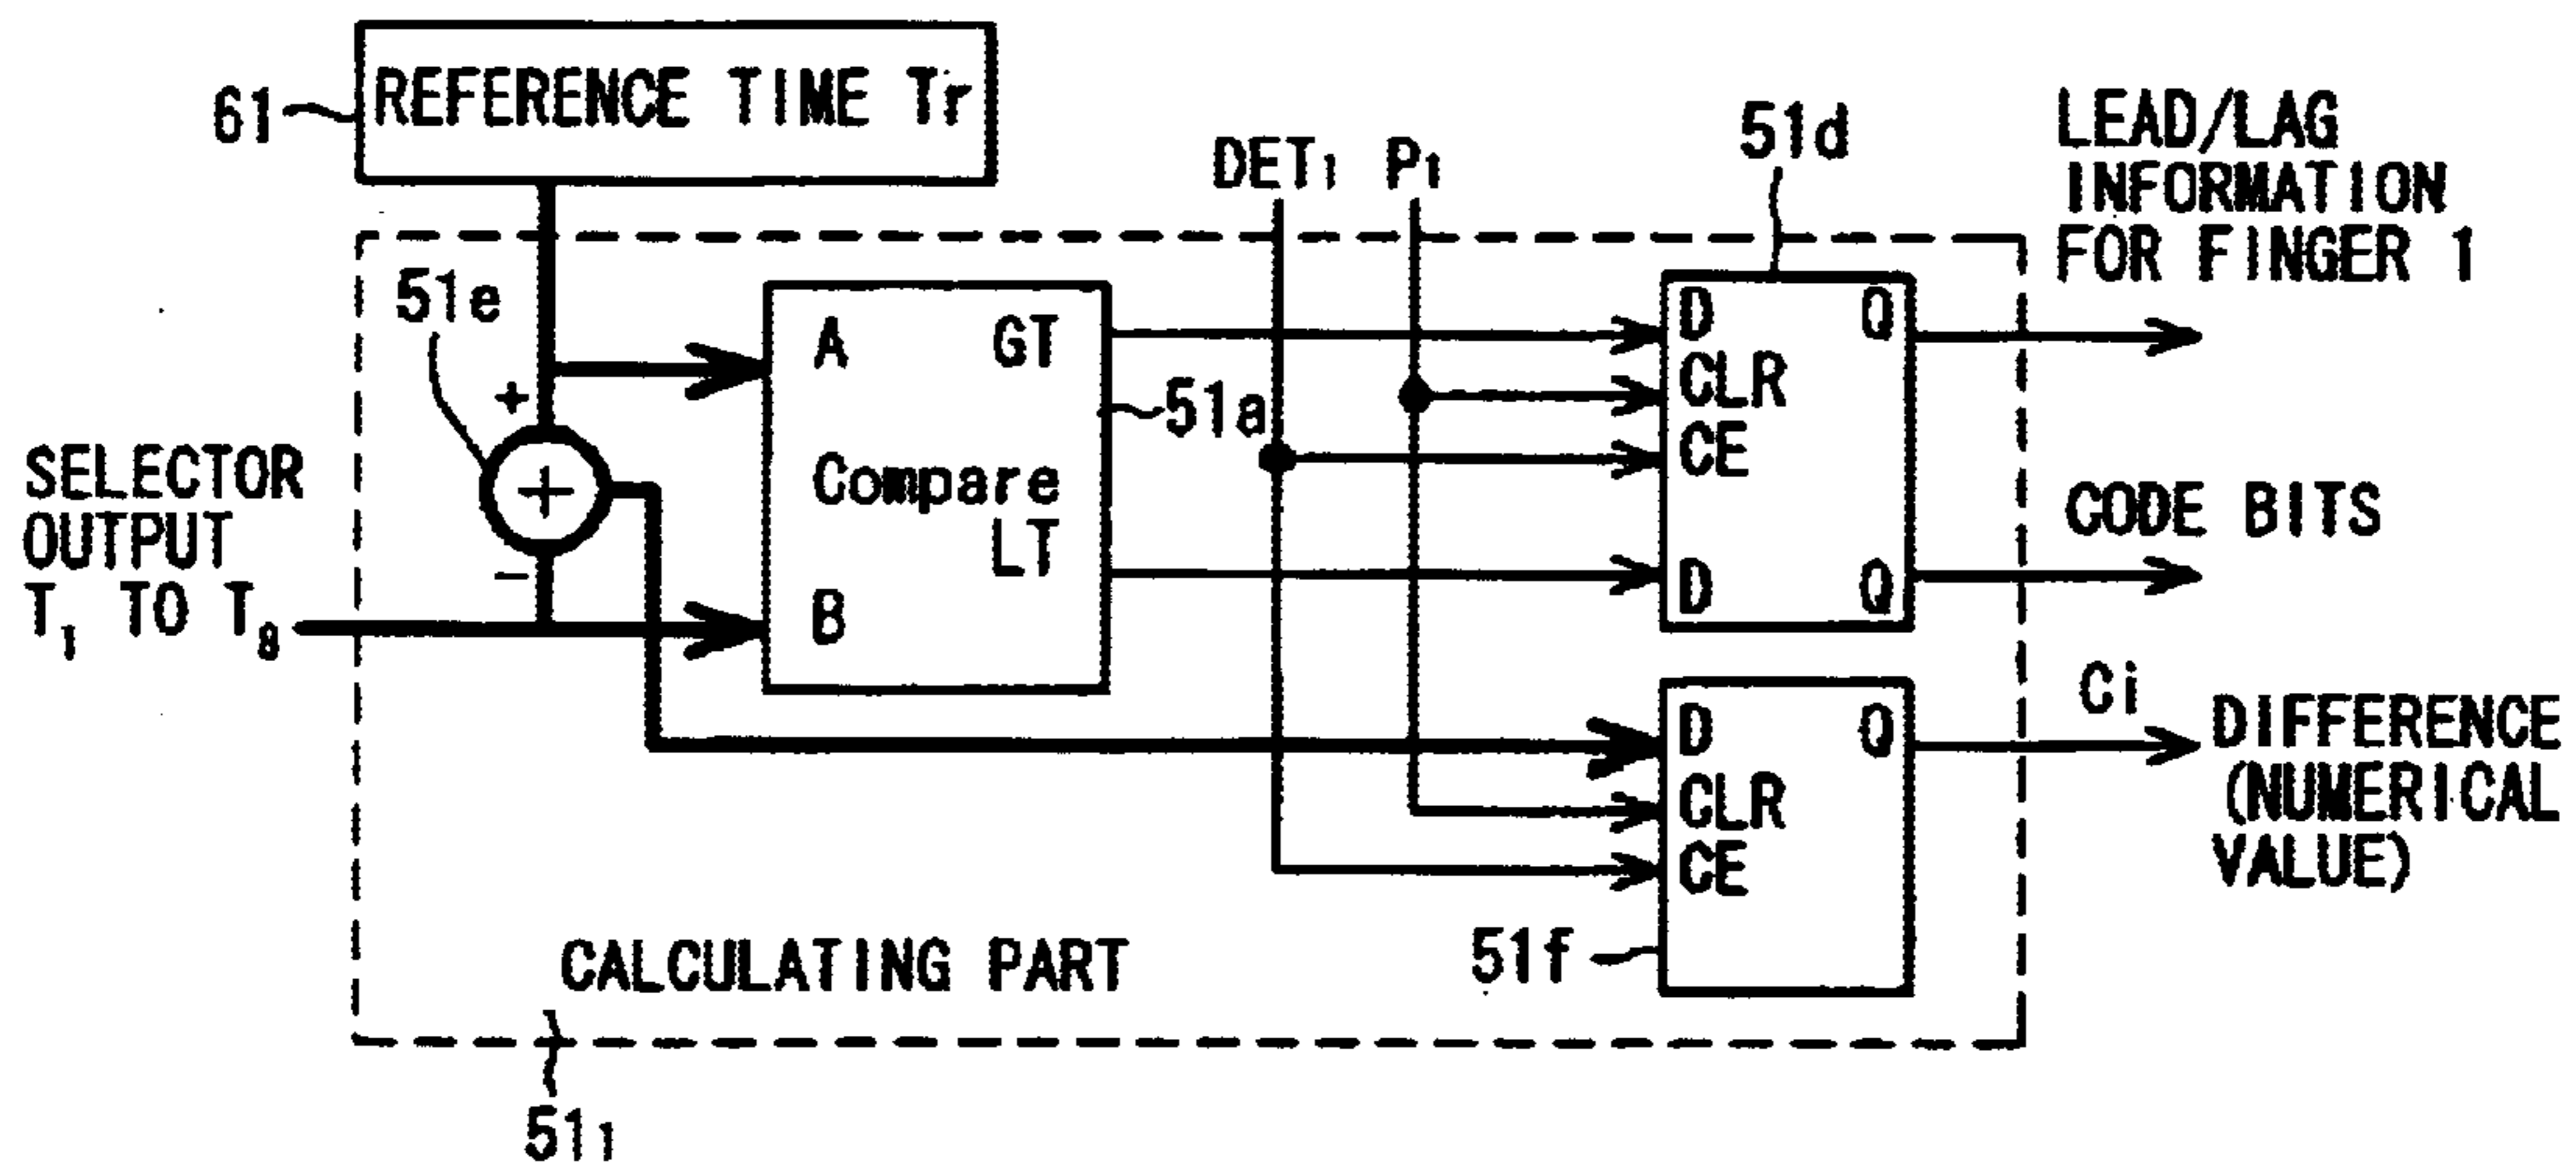 REFERENCE TIME Tr
61
DET1 P1
51d
LEAD/LAG
INFORMATION
FOR FINGER 1
51e
A GT
D Q
CLR
CE
+
51a
SELECTOR
OUTPUT
T1 TO T8
+
Compare
LT
CODE BITS
−
B
D Q
Ci
D Q
CLR
CE
DIFFERENCE
(NUMERICAL
VALUE)
51f
CALCULATING PART
511